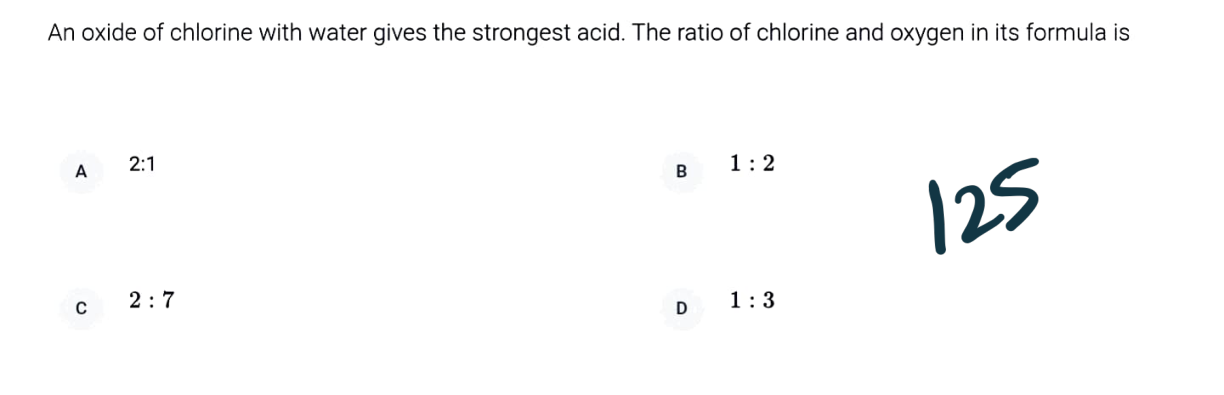 An oxide of chlorine with water gives the strongest acid. The ratio of chlorine and oxygen in its formula is
A 2:1
B 1 : 2
125
C 2 : 7
D 1 : 3